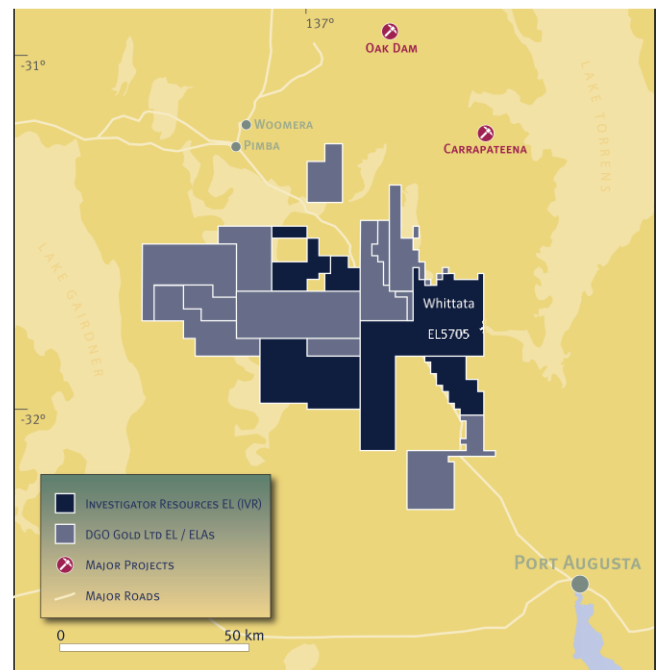 137°
OAK DAM
-31°
WOOMERA
PIMBA
CARRAPATEENA
LAKE TORRENS
LAKE GAIRDNER
Whittata
EL5705
-32°
INVESTIGATOR RESOURCES EL (IVR)
DGO GOLD LTD EL / ELAS
MAJOR PROJECTS
MAJOR ROADS
PORT AUGUSTA
0 50 km